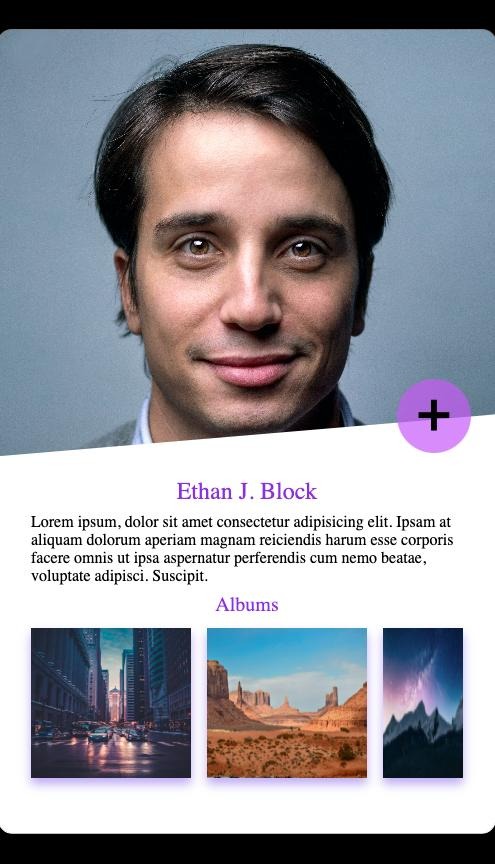 Ethan J. Block
Lorem ipsum, dolor sit amet consectetur adipisicing elit. Ipsam at
aliquam dolorum aperiam magnam reiciendis harum esse corporis
facere omnis ut ipsa aspernatur perferendis cum nemo beatae,
voluptate adipisci. Suscipit.
Albums